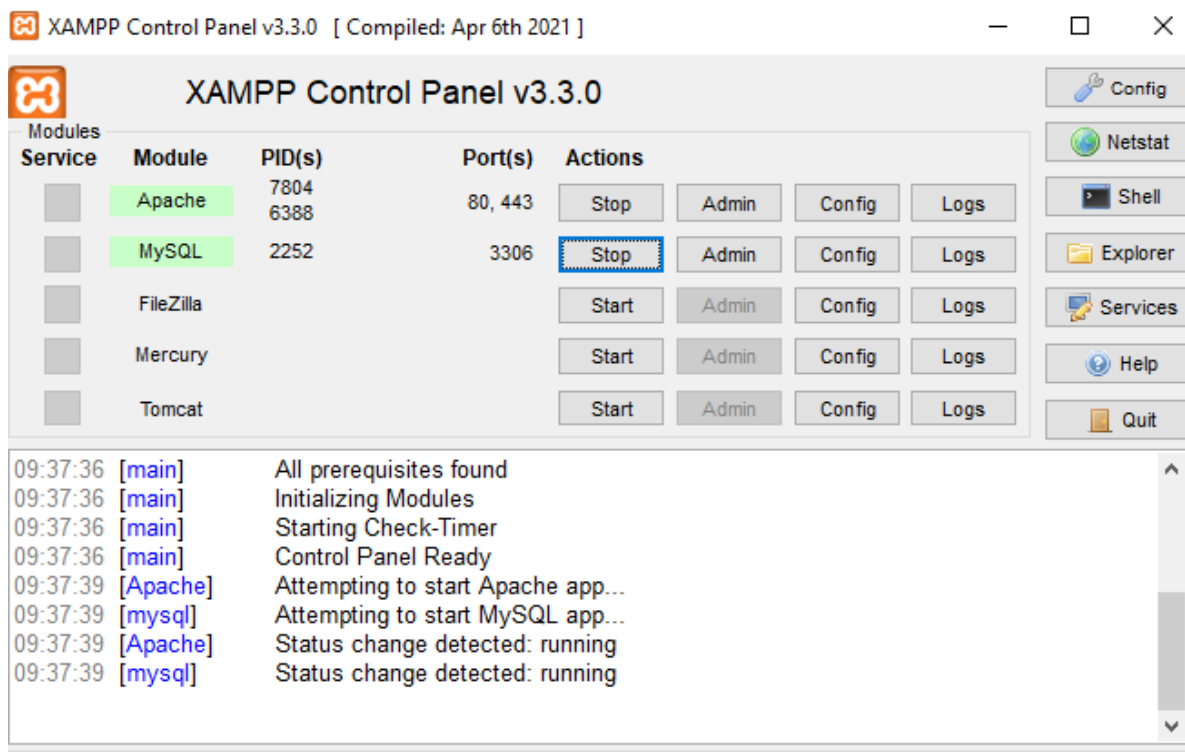 XAMPP Control Panel v3.3.0 [ Compiled: Apr 6th 2021 ]
XAMPP Control Panel v3.3.0
Config
Modules
Netstat
Service Module PID(s) Port(s) Actions
Apache 7804 6388 80, 443 Stop Admin Config Logs
Shell
MySQL 2252 3306 Stop Admin Config Logs
Explorer
FileZilla Start Admin Config Logs
Services
Mercury Start Admin Config Logs
Help
Tomcat Start Admin Config Logs
Quit
09:37:36 [main] All prerequisites found
09:37:36 [main] Initializing Modules
09:37:36 [main] Starting Check-Timer
09:37:36 [main] Control Panel Ready
09:37:39 [Apache] Attempting to start Apache app...
09:37:39 [mysql] Attempting to start MySQL app...
09:37:39 [Apache] Status change detected: running
09:37:39 [mysql] Status change detected: running